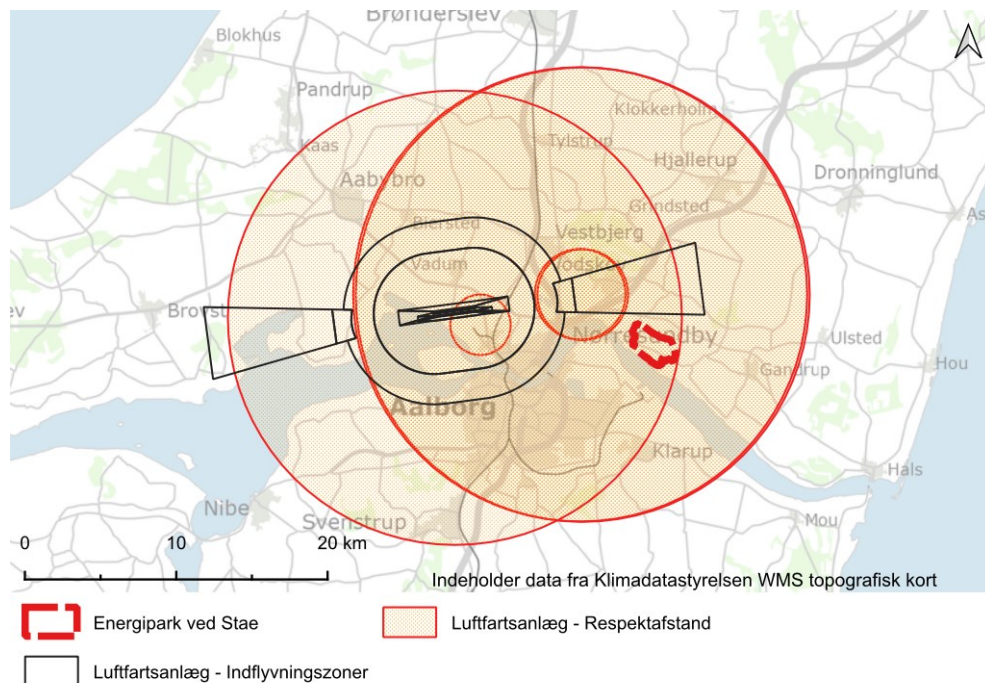 Brønderslev
Blokhus
Pandrup
Klokkerholm
Kaas
Tylstrup
Hjallerup
Aabybro
Dronninglund
Grindsted
As
Biersted
Vestbjerg
Vadum
Vodskov
Brovst
ev
Nørresundby
Ulsted
Gandrup
Hou
Aalborg
Klarup
Hals
Nibe
Svenstrup
Mou
0 10 20 km
Indeholder data fra Klimadatastyrelsen WMS topografisk kort
Energipark ved Stae
Luftfartsanlæg - Respektafstand
Luftfartsanlæg - Indflyvningszoner